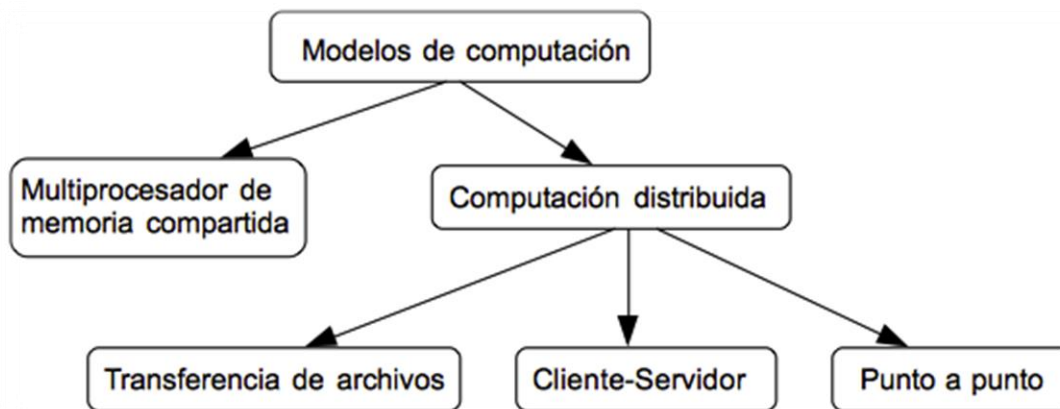 Modelos de computación
Multiprocesador de
memoria compartida
Computación distribuida
Transferencia de archivos
Cliente-Servidor
Punto a punto